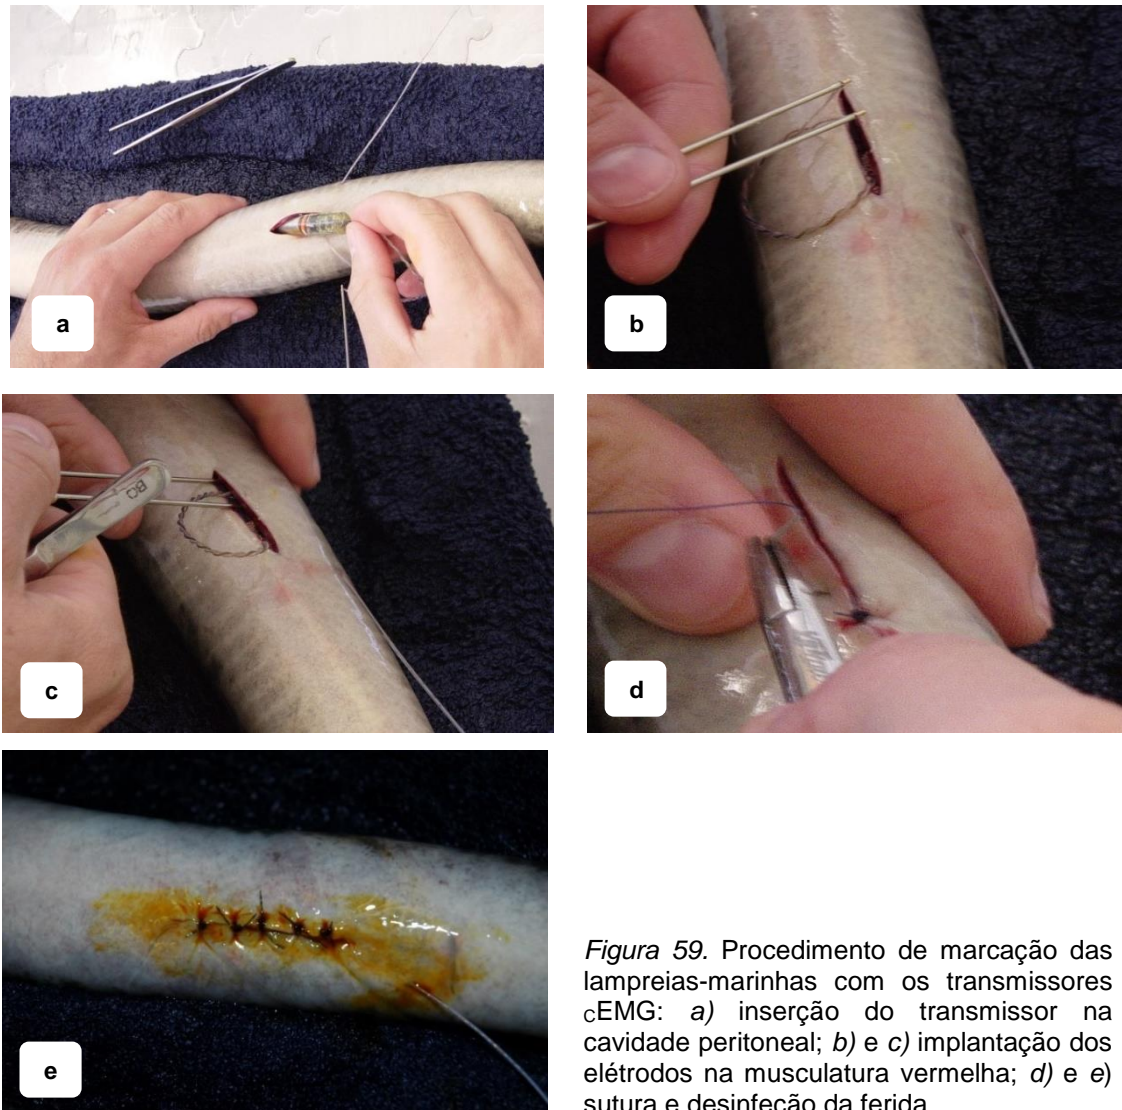 a
b
c
BQ
d
e
Figura 59. Procedimento de marcação das
lampreias-marinhas com os transmissores
cEMG: a) inserção do transmissor na
cavidade peritoneal; b) e c) implantação dos
elétrodos na musculatura vermelha; d) e e)
sutura e desinfeção da ferida